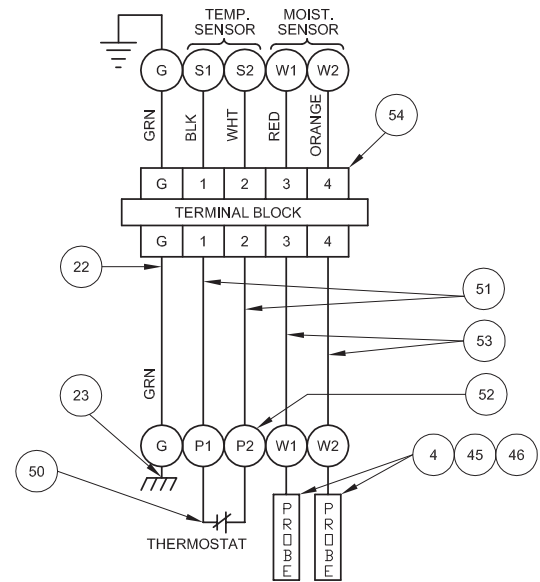 TEMP. MOIST.
SENSOR SENSOR
G S1 S2 W1 W2
GRN BLK WHT RED ORANGE
54
G 1 2 3 4
TERMINAL BLOCK
G 1 2 3 4
22
51
53
GRN
23
52
G P1 P2 W1 W2
50
4 45 46
THERMOSTAT
PROBE PROBE